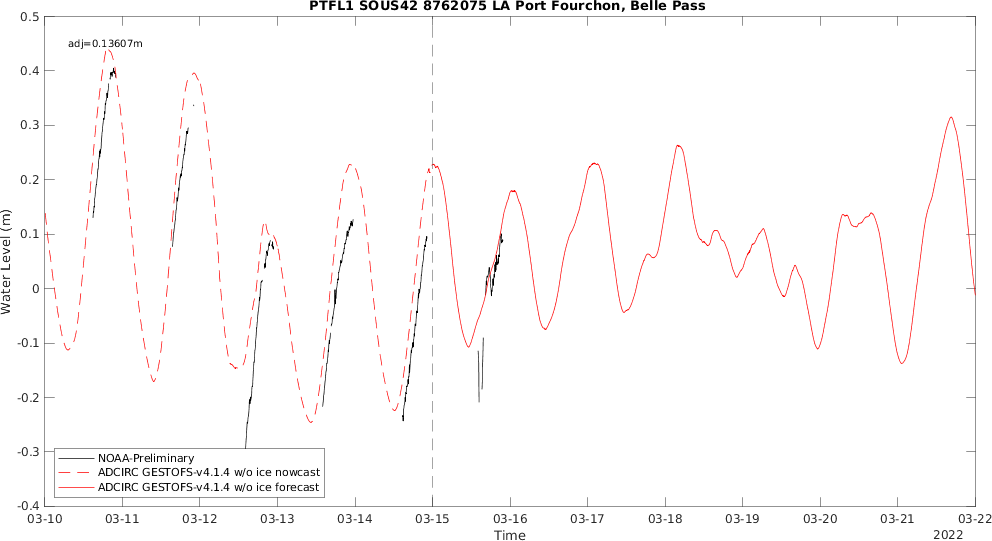 PTFL1 SOUS42 8762075 LA Port Fourchon, Belle Pass
adj=0.13607m
0.5
0.4
0.3
0.2
0.1
0
-0.1
-0.2
-0.3
-0.4
Water Level (m)
NOAA-Preliminary
ADCIRC GESTOFS-v4.1.4 w/o ice nowcast
ADCIRC GESTOFS-v4.1.4 w/o ice forecast
03-10 03-11 03-12 03-13 03-14 03-15 03-16 03-17 03-18 03-19 03-20 03-21 03-22
Time
2022